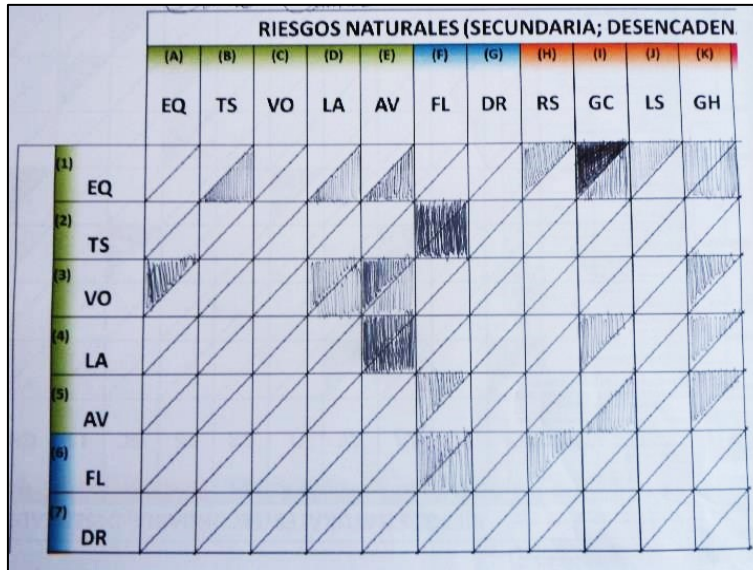 RIESGOS NATURALES (SECUNDARIA; DESENCADEN
(A) (B) (C) (D) (E) (F) (G) (H) (I) (J) (K)
EQ TS VO LA AV FL DR RS GC LS GH
(1) EQ
(2) TS
(3) VO
(4) LA
(5) AV
(6) FL
(7) DR